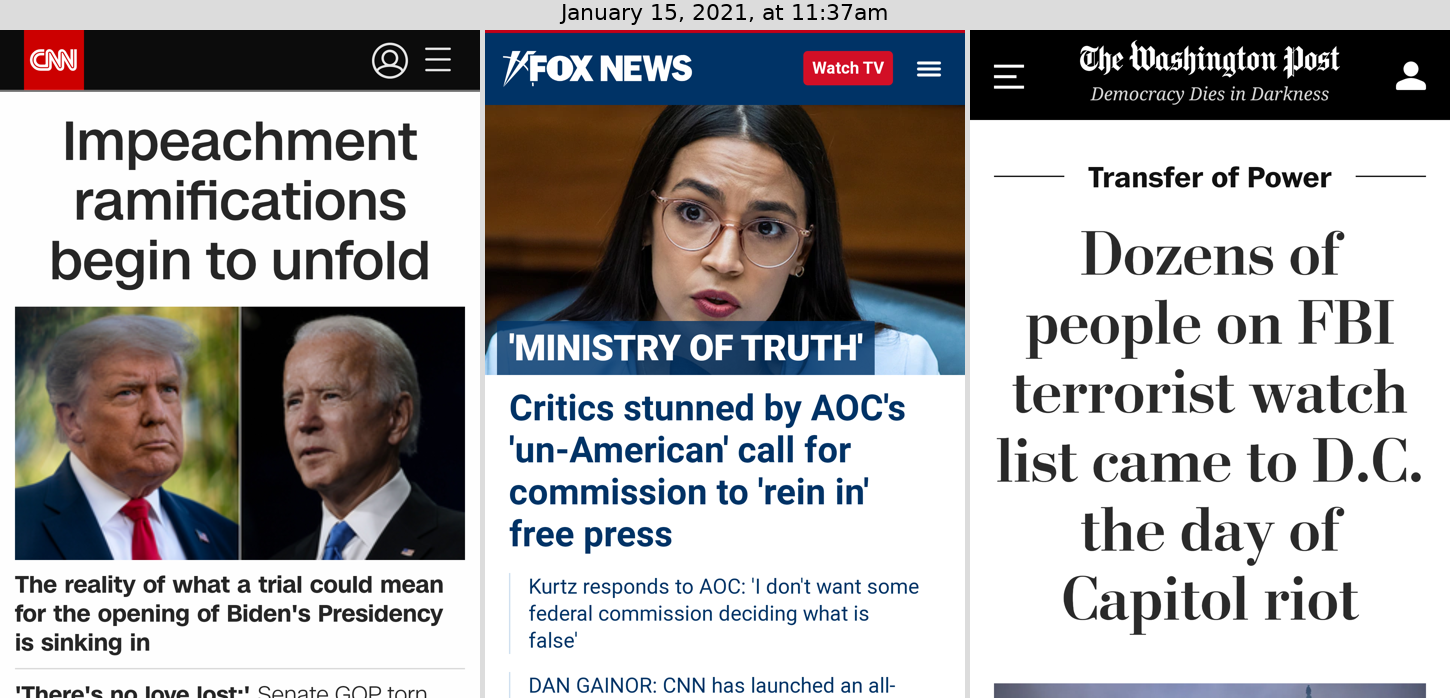 January 15, 2021, at 11:37am
CNN
Impeachment
ramifications
begin to unfold
The reality of what a trial could mean
for the opening of Biden's Presidency
is sinking in
'There's no love lost:' Senate GOP torn
FOX NEWS
Watch TV
'MINISTRY OF TRUTH'
Critics stunned by AOC's
'un-American' call for
commission to 'rein in'
free press
Kurtz responds to AOC: 'I don't want some
federal commission deciding what is
false'
DAN GAINOR: CNN has launched an all-
The Washington Post
Democracy Dies in Darkness
Transfer of Power
Dozens of
people on FBI
terrorist watch
list came to D.C.
the day of
Capitol riot